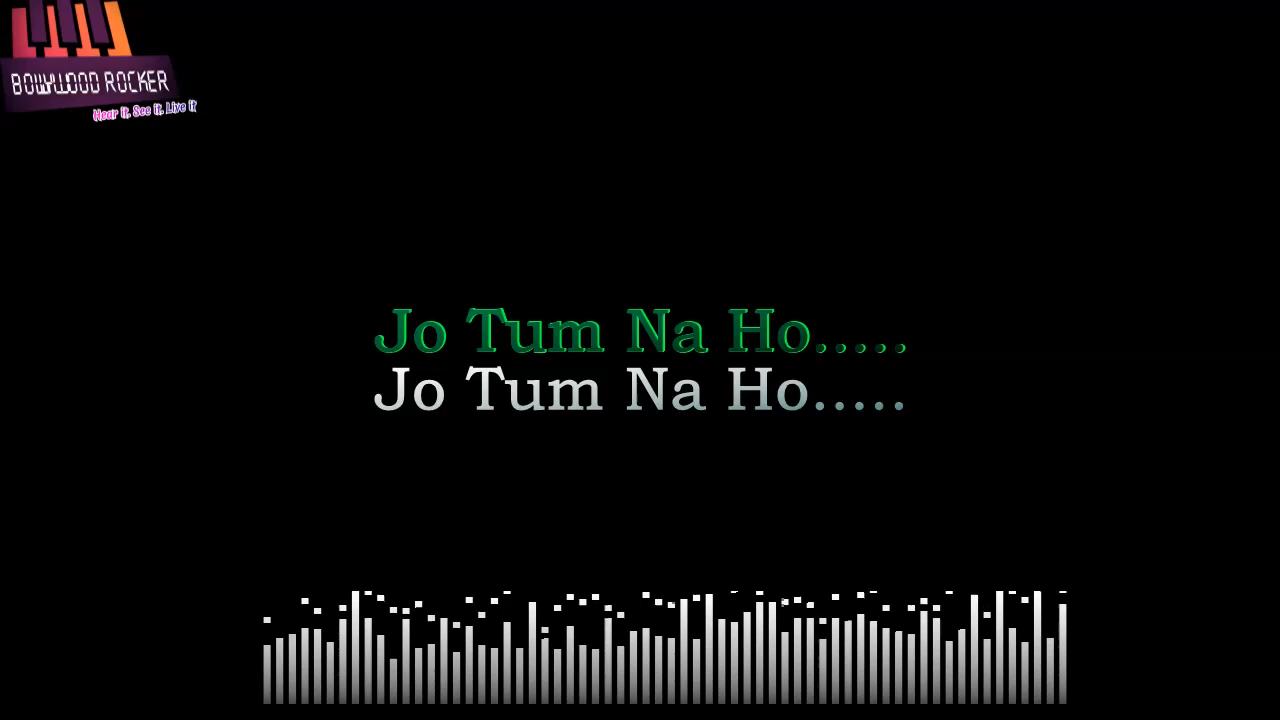 BOLLYWOOD ROCKER
Hear it. See it. Live it
Jo Tum Na Ho.....
Jo Tum Na Ho.....